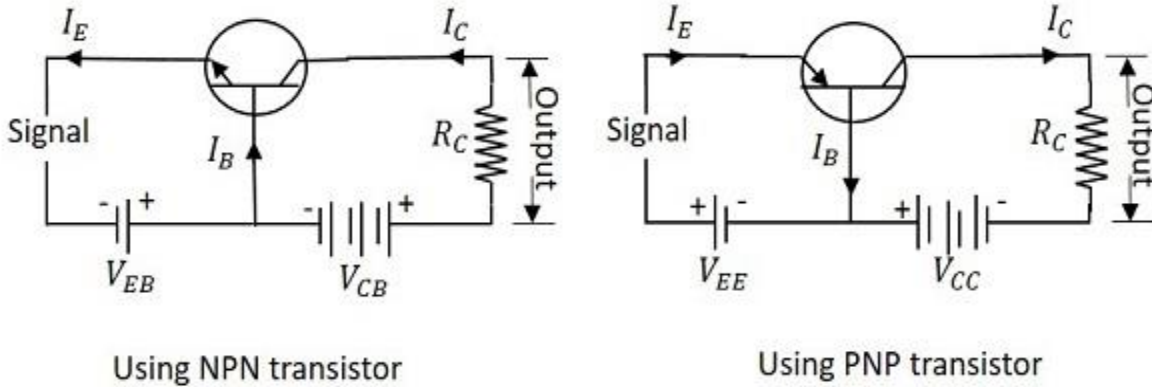 I_E
I_C
Signal
I_B
R_C
Output
- +
- +
V_EB
V_CB
Using NPN transistor
I_E
I_C
Signal
I_B
R_C
Output
+ -
+ -
V_EE
V_CC
Using PNP transistor